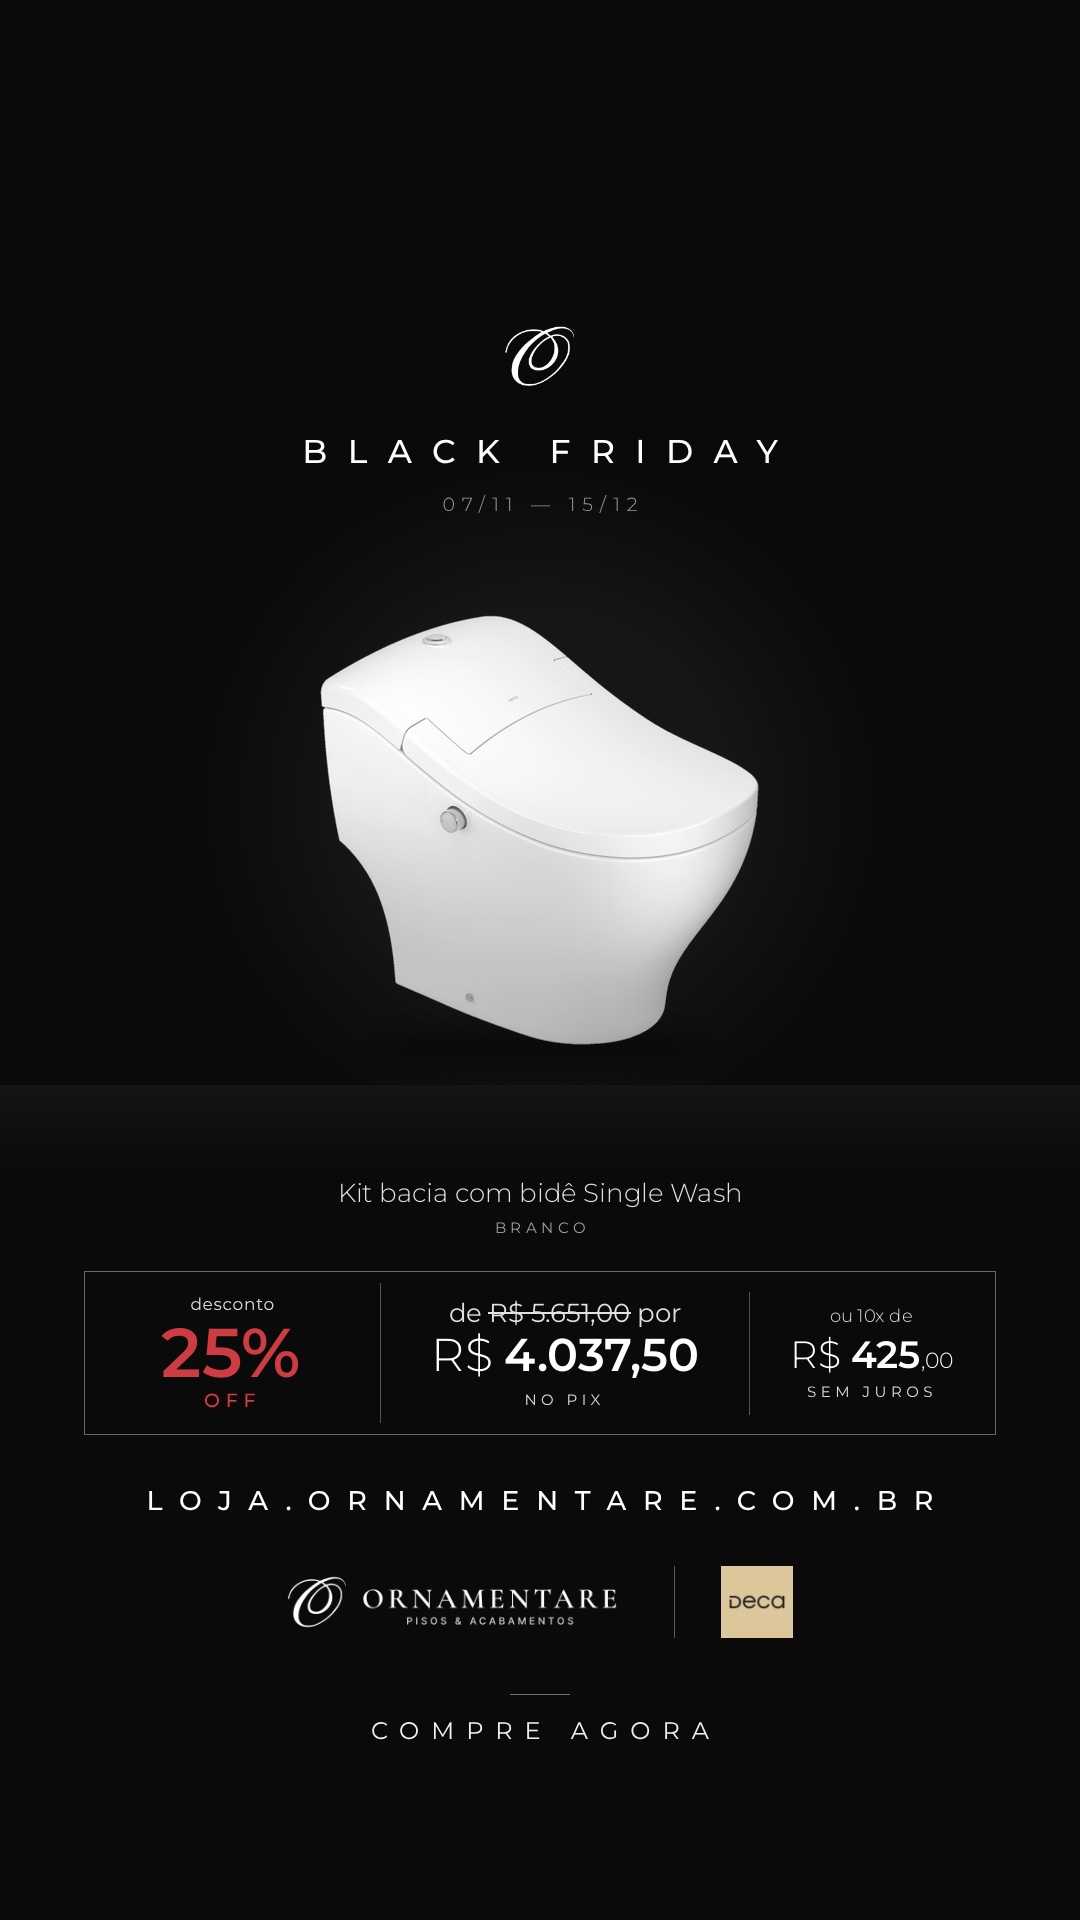 BLACK FRIDAY
07/11 — 15/12
Kit bacia com bidê Single Wash
BRANCO
desconto
25%
OFF
de R$ 5.651,00 por
R$ 4.037,50
NO PIX
ou 10x de
R$ 425,00
SEM JUROS
LOJA.ORNAMENTARE.COM.BR
ORNAMENTARE
PISOS & ACABAMENTOS
Deca
COMPRE AGORA